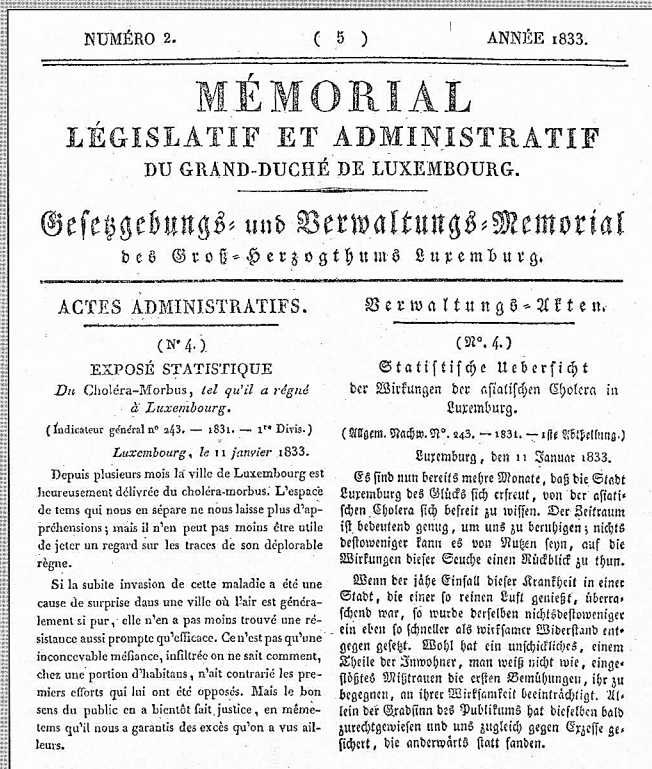 NUMÉRO 2.
( 5 )
ANNÉE 1833.
MÉMORIAL
LÉGISLATIF ET ADMINISTRATIF
DU GRAND-DUCHÉ DE LUXEMBOURG.
Gesetzgebungs- und Verwaltungs-Memorial
des Groß-Herzogthums Luxemburg.
ACTES ADMINISTRATIFS.
(N° 4.)
EXPOSÉ STATISTIQUE
Du Choléra-Morbus, tel qu'il a régné
à Luxembourg.
(Indicateur général n° 243. — 1831. — 1re Divis.)
Luxembourg, le 11 janvier 1833.
Depuis plusieurs mois la ville de Luxembourg est
heureusement délivrée du choléra-morbus. L'espace
de tems qui nous en sépare ne nous laisse plus d'ap-
préhensions; mais il n'en peut pas moins être utile
de jeter un regard sur les traces de son déplorable
règne.
Si la subite invasion de cette maladie a été une
cause de surprise dans une ville où l'air est généra-
lement si pur, elle n'en a pas moins trouvé une ré-
sistance aussi prompte qu'efficace. Ce n'est pas qu'une
inconcevable méfiance, infiltrée on ne sait comment,
chez une portion d'habitans, n'ait contrarié les pre-
miers efforts qui lui ont été opposés. Mais le bon
sens du public en a bientôt fait justice, en même-
tems qu'il nous a garantis des excès qu'on a vus ail-
leurs.
Verwaltungs-Akten.
(N°. 4.)
Statistische Uebersicht
der Wirkungen der asiatischen Cholera in
Luxemburg.
(Allgem. Nachw. N°. 243. — 1831. — 1ste Abtheilung.)
Luxemburg, den 11 Januar 1833.
Es sind nun bereits mehre Monate, daß die Stadt
Luxemburg des Glücks sich erfreut, von der asiati-
schen Cholera sich befreit zu wissen. Der Zeitraum
ist bedeutend genug, um uns zu beruhigen; nichts
destoweniger kann es von Nutzen seyn, auf die
Wirkungen dieser Seuche einen Rückblick zu thun.
Wenn der jähe Einfall dieser Krankheit in einer
Stadt, die einer so reinen Luft genießt, überra-
schend war, so wurde derselben nichtsdestoweniger
ein eben so schneller als wirksamer Widerstand ent-
gegen gesetzt. Wohl hat ein unschickliches, einem
Theile der Inwohner, man weiß nicht wie, einge-
flößtes Mißtrauen die ersten Bemühungen, ihr zu
begegnen, an ihrer Wirksamkeit beeinträchtigt. Al-
lein der Gradsinn des Publikums hat dieselben bald
zurechtgewiesen und uns zugleich gegen Exzesse ge-
sichert, die anderwärts statt fanden.